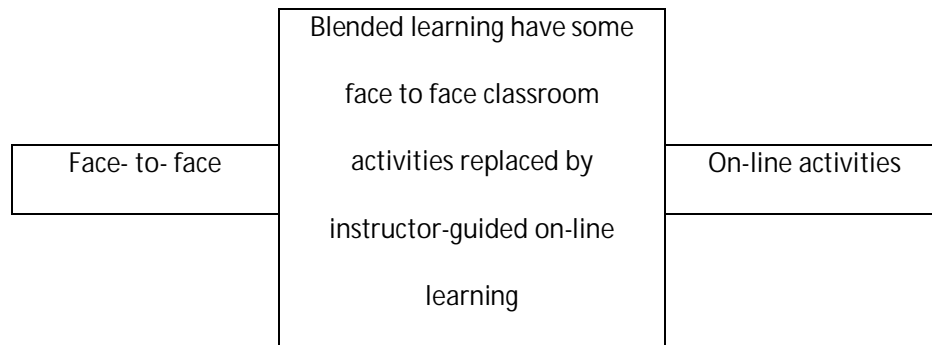 Blended learning have some
face to face classroom
Face- to- face
activities replaced by
On-line activities
instructor-guided on-line
learning